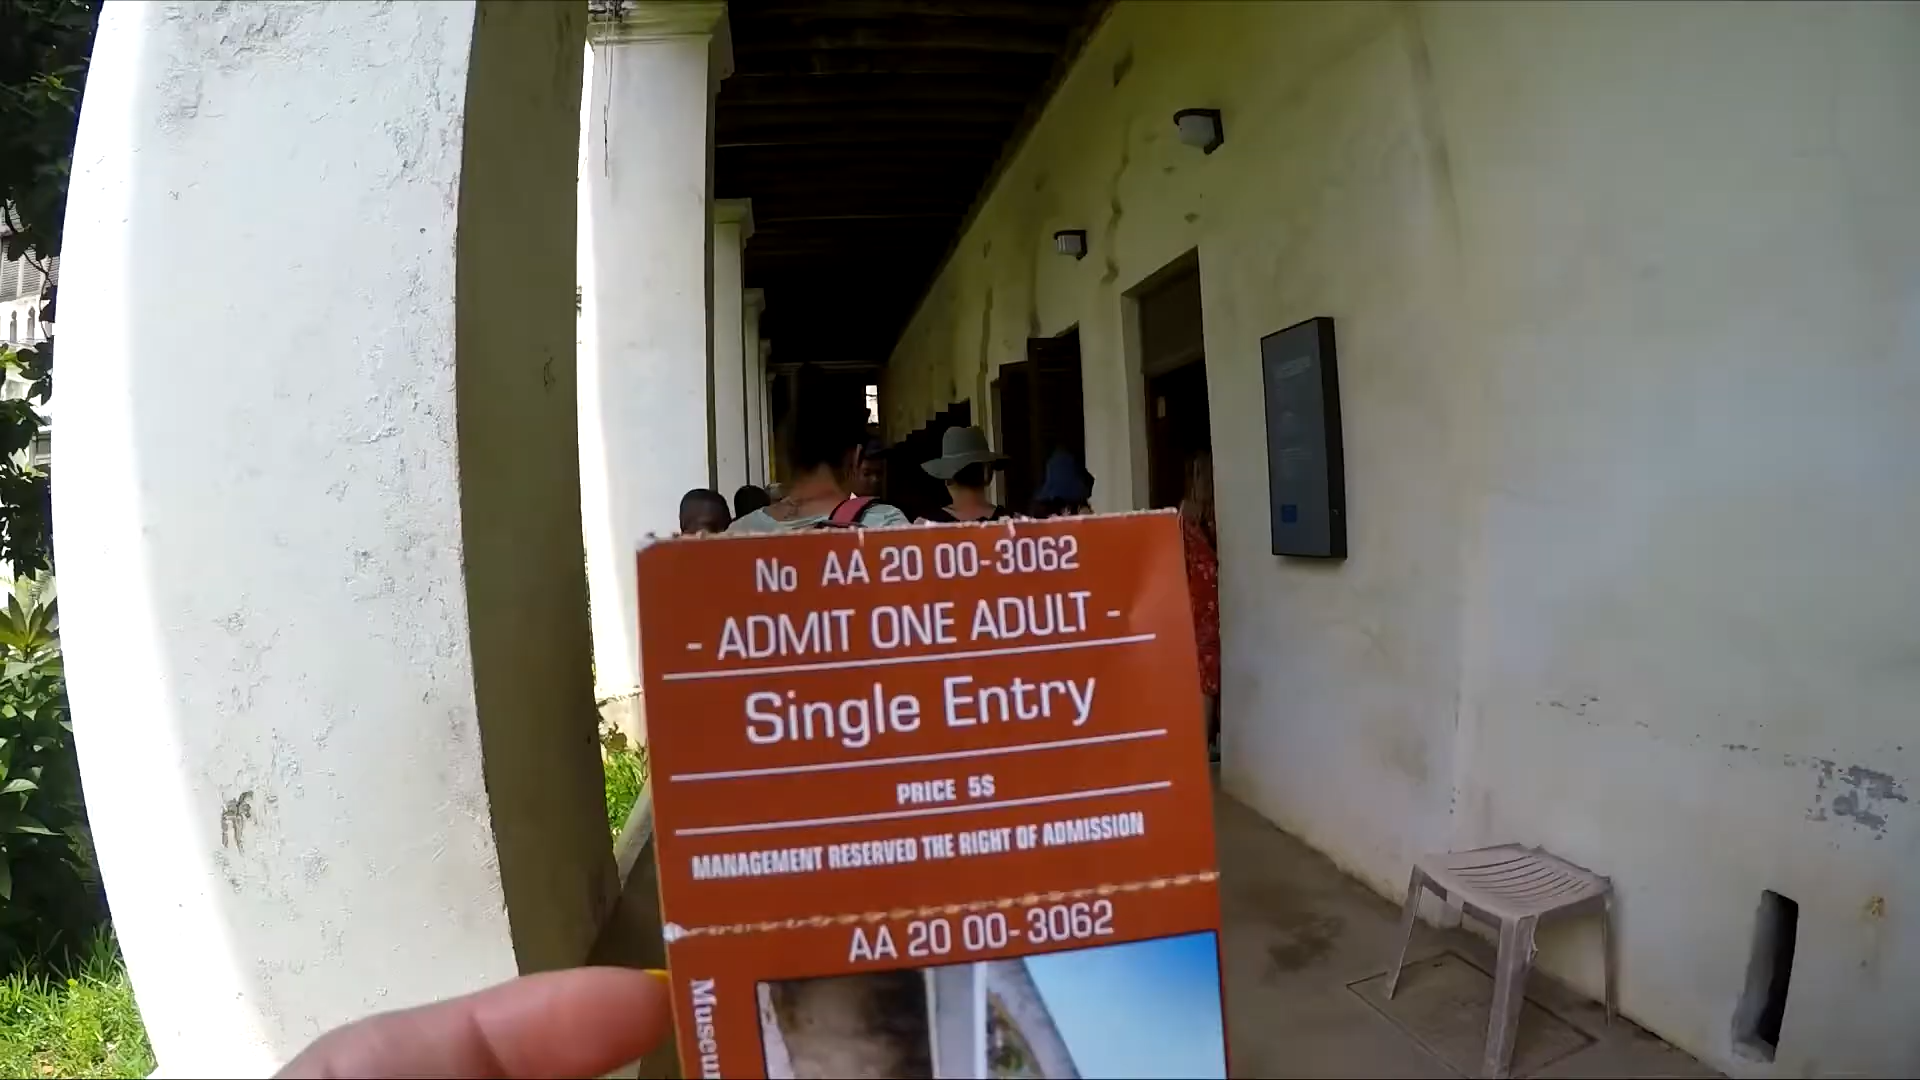 No AA 20 00-3062
- ADMIT ONE ADULT -
Single Entry
PRICE 5$
MANAGEMENT RESERVED THE RIGHT OF ADMISSION
AA 20 00-3062